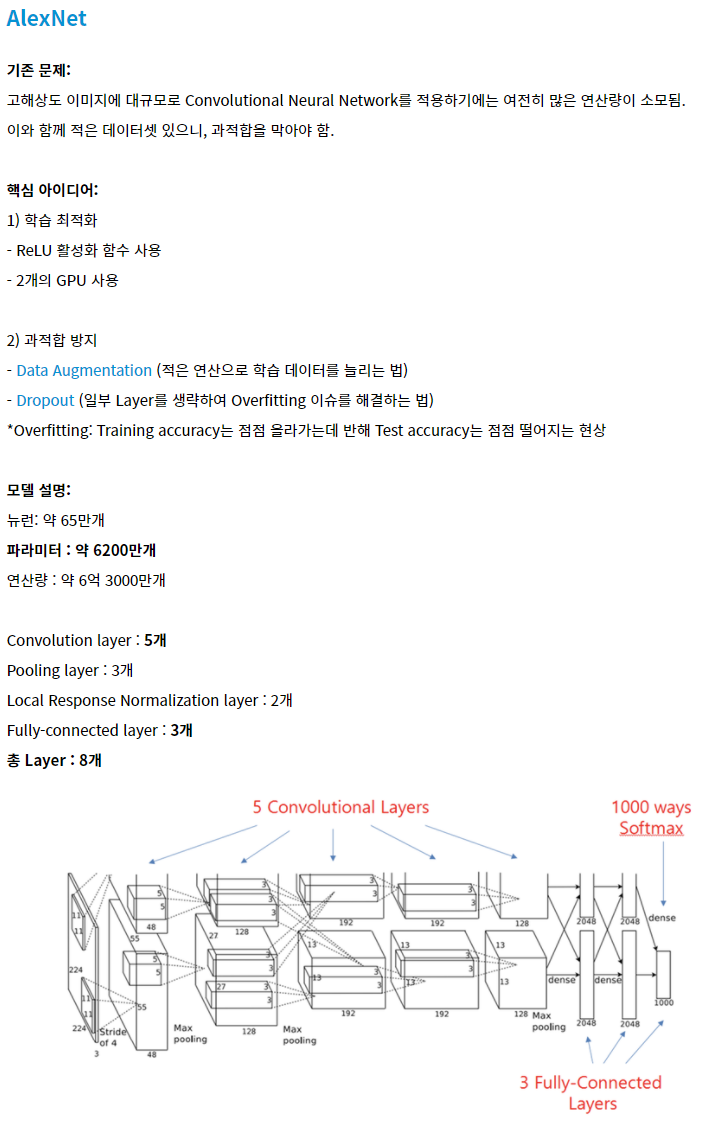 AlexNet
기존 문제:
고해상도 이미지에 대규모로 Convolutional Neural Network를 적용하기에는 여전히 많은 연산량이 소모됨.
이와 함께 적은 데이터셋 있으니, 과적합을 막아야 함.
핵심 아이디어:
1) 학습 최적화
- ReLU 활성화 함수 사용
- 2개의 GPU 사용
2) 과적합 방지
- Data Augmentation (적은 연산으로 학습 데이터를 늘리는 법)
- Dropout (일부 Layer를 생략하여 Overfitting 이슈를 해결하는 법)
*Overfitting: Training accuracy는 점점 올라가는데 반해 Test accuracy는 점점 떨어지는 현상
모델 설명:
뉴런: 약 65만개
파라미터 : 약 6200만개
연산량 : 약 6억 3000만개
Convolution layer : 5개
Pooling layer : 3개
Local Response Normalization layer : 2개
Fully-connected layer : 3개
총 Layer : 8개
5 Convolutional Layers
1000 ways
Softmax
3 3 3 3
5 3 3 3
11 5 3
11 48 128 192 192 128 2048 2048 dense
55 27 13 13 13
224 5 3 3 3 13
5 3 13 3 3 13 dense dense
11 55 27 3
11 3 192 192 128 Max pooling 2048 2048 1000
224 Stride of 4 Max pooling 128 Max pooling
3 48
3 Fully-Connected
Layers